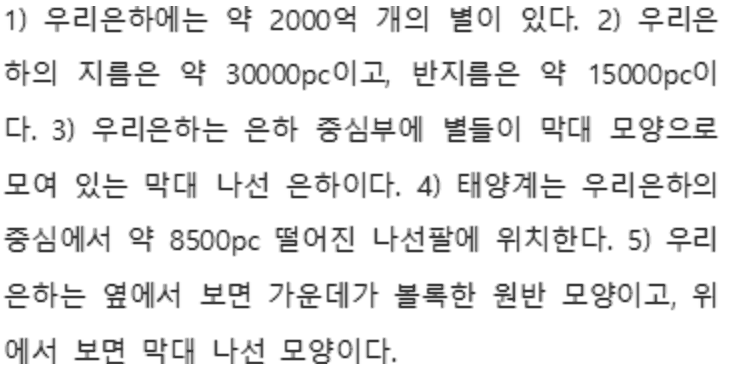 1) 우리은하에는 약 2000억 개의 별이 있다. 2) 우리은
하의 지름은 약 30000pc이고, 반지름은 약 15000pc이
다. 3) 우리은하는 은하 중심부에 별들이 막대 모양으로
모여 있는 막대 나선 은하이다. 4) 태양계는 우리은하의
중심에서 약 8500pc 떨어진 나선팔에 위치한다. 5) 우리
은하는 옆에서 보면 가운데가 볼록한 원반 모양이고, 위
에서 보면 막대 나선 모양이다.